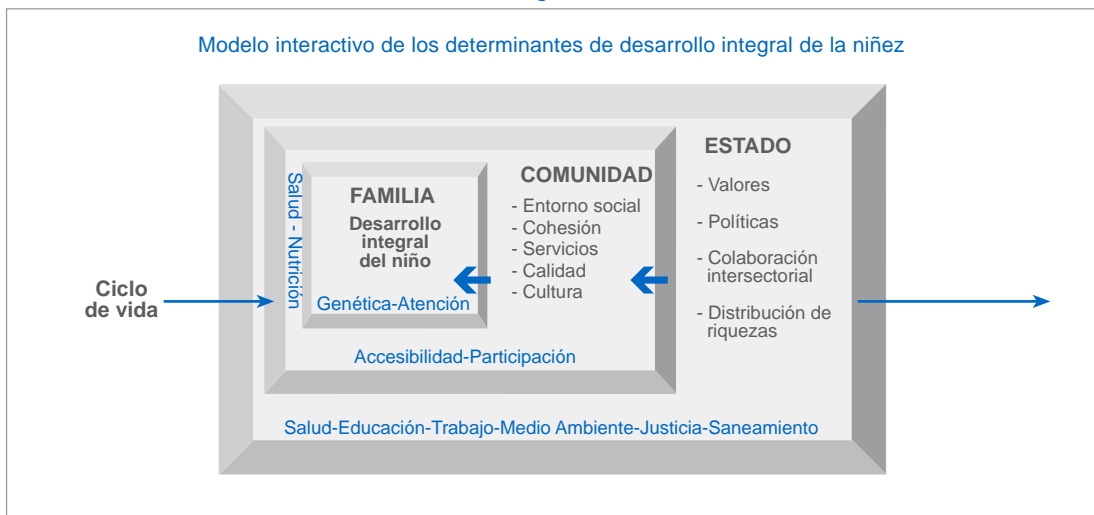 Modelo interactivo de los determinantes de desarrollo integral de la niñez
ESTADO
- Valores
- Políticas
- Colaboración
intersectorial
- Distribución de
riquezas
COMUNIDAD
- Entorno social
- Cohesión
- Servicios
- Calidad
- Cultura
FAMILIA
Desarrollo
integral
del niño
Genética-Atención
Salud - Nutrición
Ciclo
de vida
Accesibilidad-Participación
Salud-Educación-Trabajo-Medio Ambiente-Justicia-Saneamiento